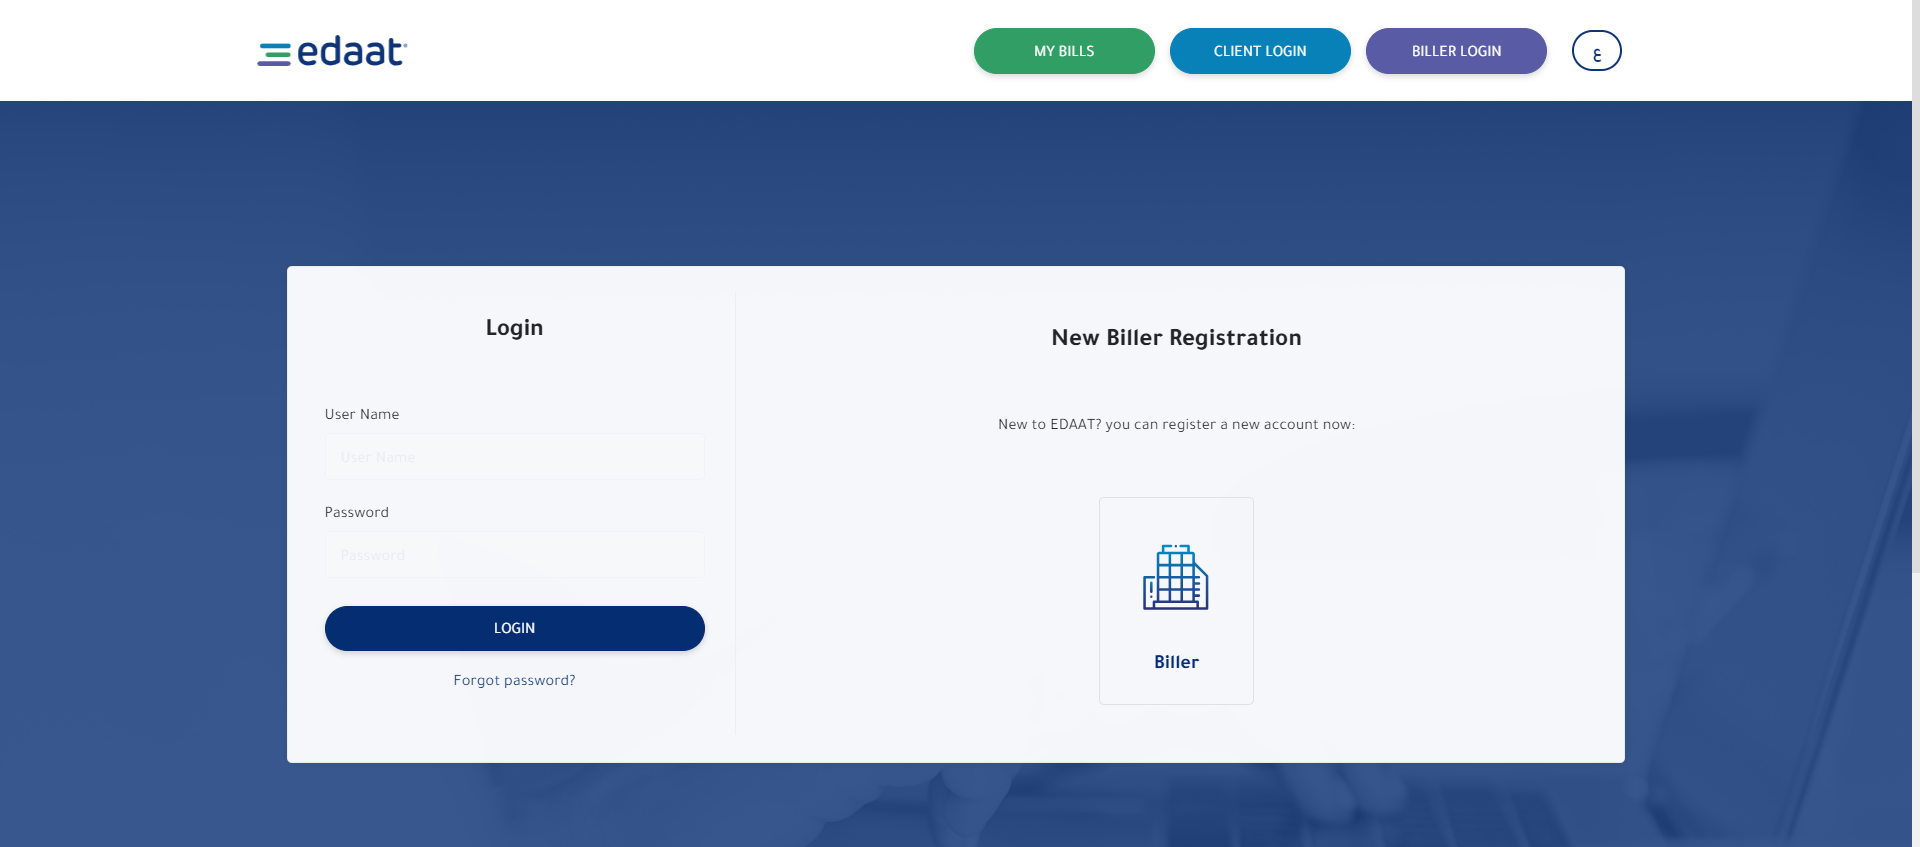 edaat
MY BILLS
CLIENT LOGIN
BILLER LOGIN
ع
Login
User Name
User Name
Password
Password
LOGIN
Forgot password?
New Biller Registration
New to EDAAT? you can register a new account now:
Biller